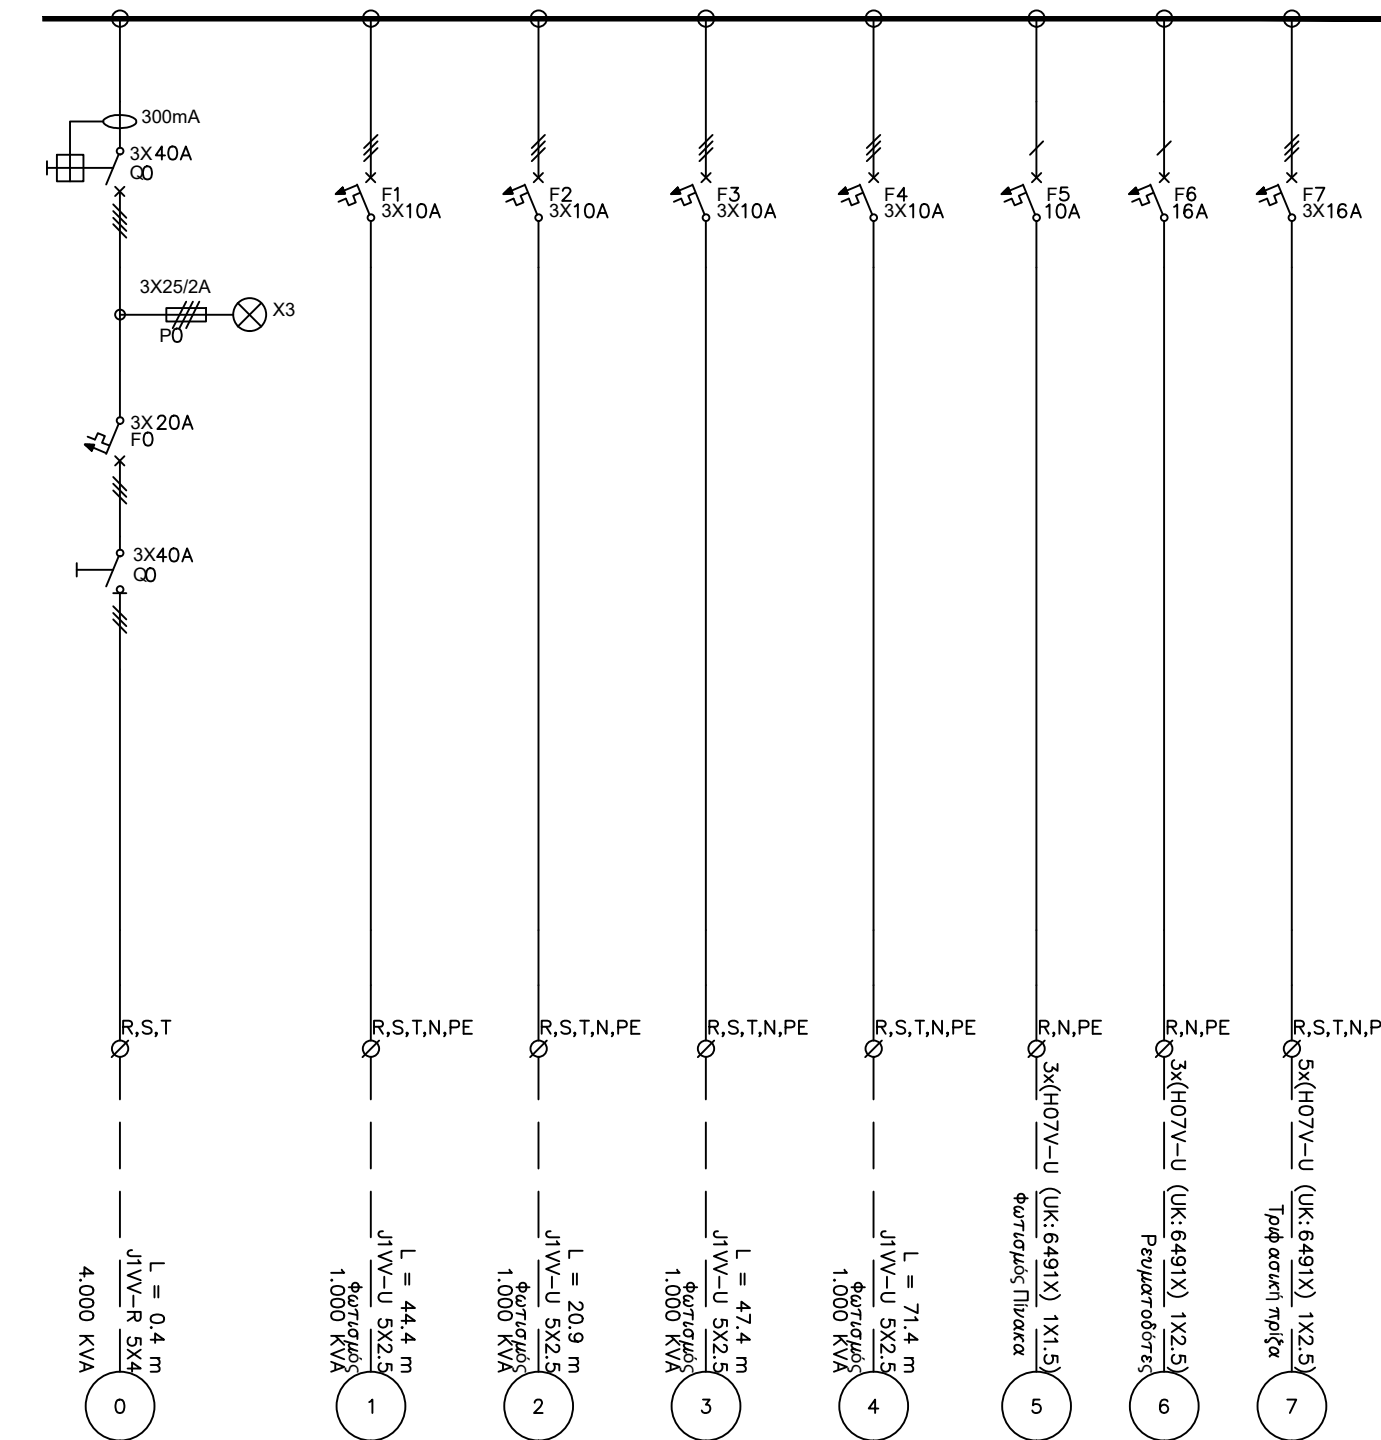 300mA
3X40A
Q0
3X25/2A
P0
X3
3X20A
F0
3X40A
Q0
F1
3X10A
F2
3X10A
F3
3X10A
F4
3X10A
F5
10A
F6
16A
F7
3X16A
R,S,T
R,S,T,N,PE
R,S,T,N,PE
R,S,T,N,PE
R,S,T,N,PE
R,N,PE
R,N,PE
R,S,T,N,P
L = 0.4 m
J1VV-R 5X4
4.000 KVA
0
L = 44.4 m
J1VV-U 5X2.5
Φωτισμός
1.000 KVA
1
L = 20.9 m
J1VV-U 5X2.5
Φωτισμός
1.000 KVA
2
L = 47.4 m
J1VV-U 5X2.5
Φωτισμός
1.000 KVA
3
L = 71.4 m
J1VV-U 5X2.5
Φωτισμός
1.000 KVA
4
3x(H07V-U (UK:6491X) 1X1.5)
Φωτισμός Πίνακα
5
3x(H07V-U (UK:6491X) 1X2.5)
Ρευματοδότες
6
5x(H07V-U (UK:6491X) 1X2.5)
Τριφασική πρίζα
7